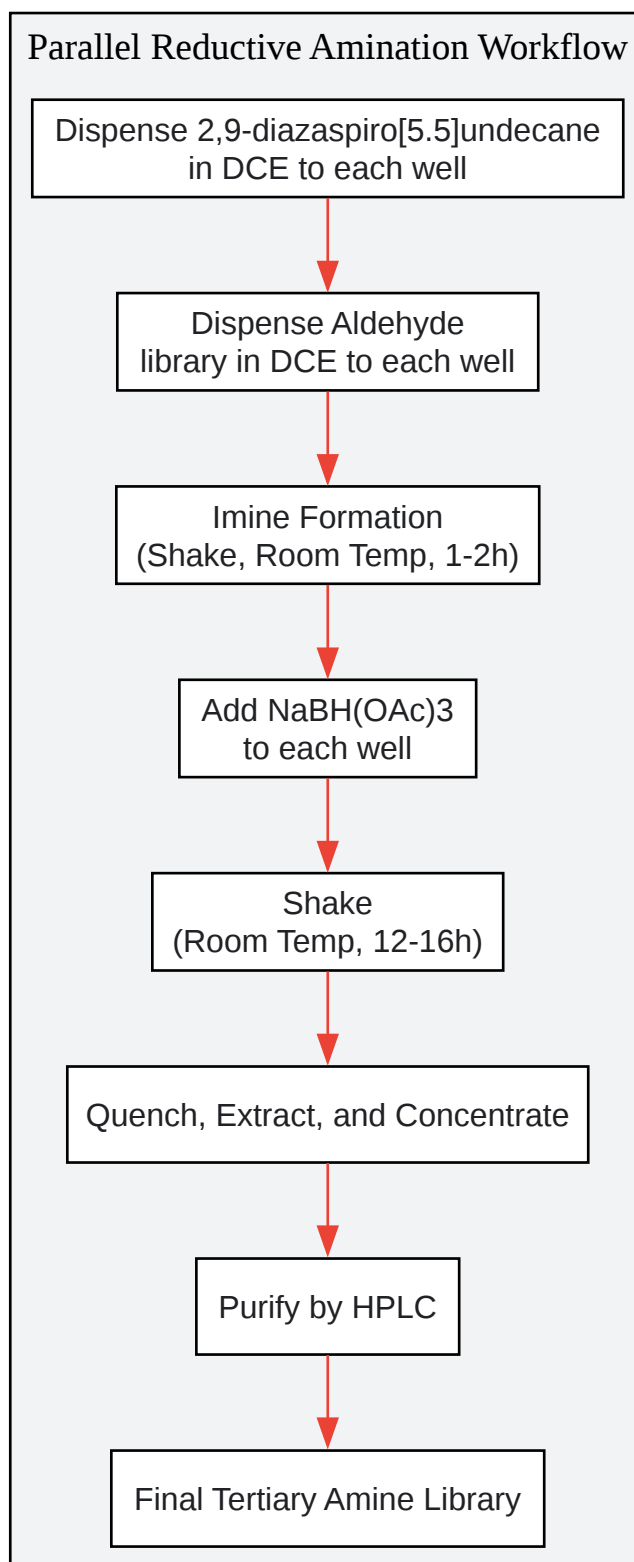 Parallel Reductive Amination Workflow
Dispense 2,9-diazaspiro[5.5]undecane
in DCE to each well
Dispense Aldehyde
library in DCE to each well
Imine Formation
(Shake, Room Temp, 1-2h)
Add NaBH(OAc)3
to each well
Shake
(Room Temp, 12-16h)
Quench, Extract, and Concentrate
Purify by HPLC
Final Tertiary Amine Library